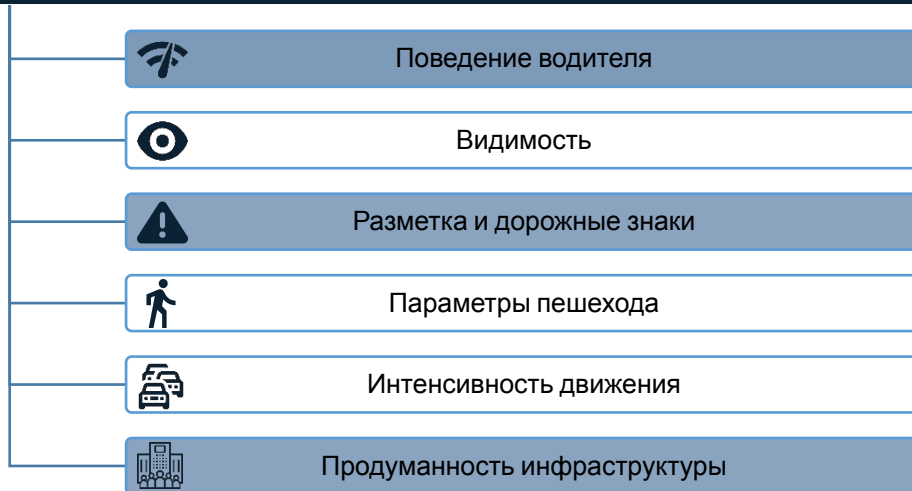 Поведение водителя
Видимость
Разметка и дорожные знаки
Параметры пешехода
Интенсивность движения
Продуманность инфраструктуры